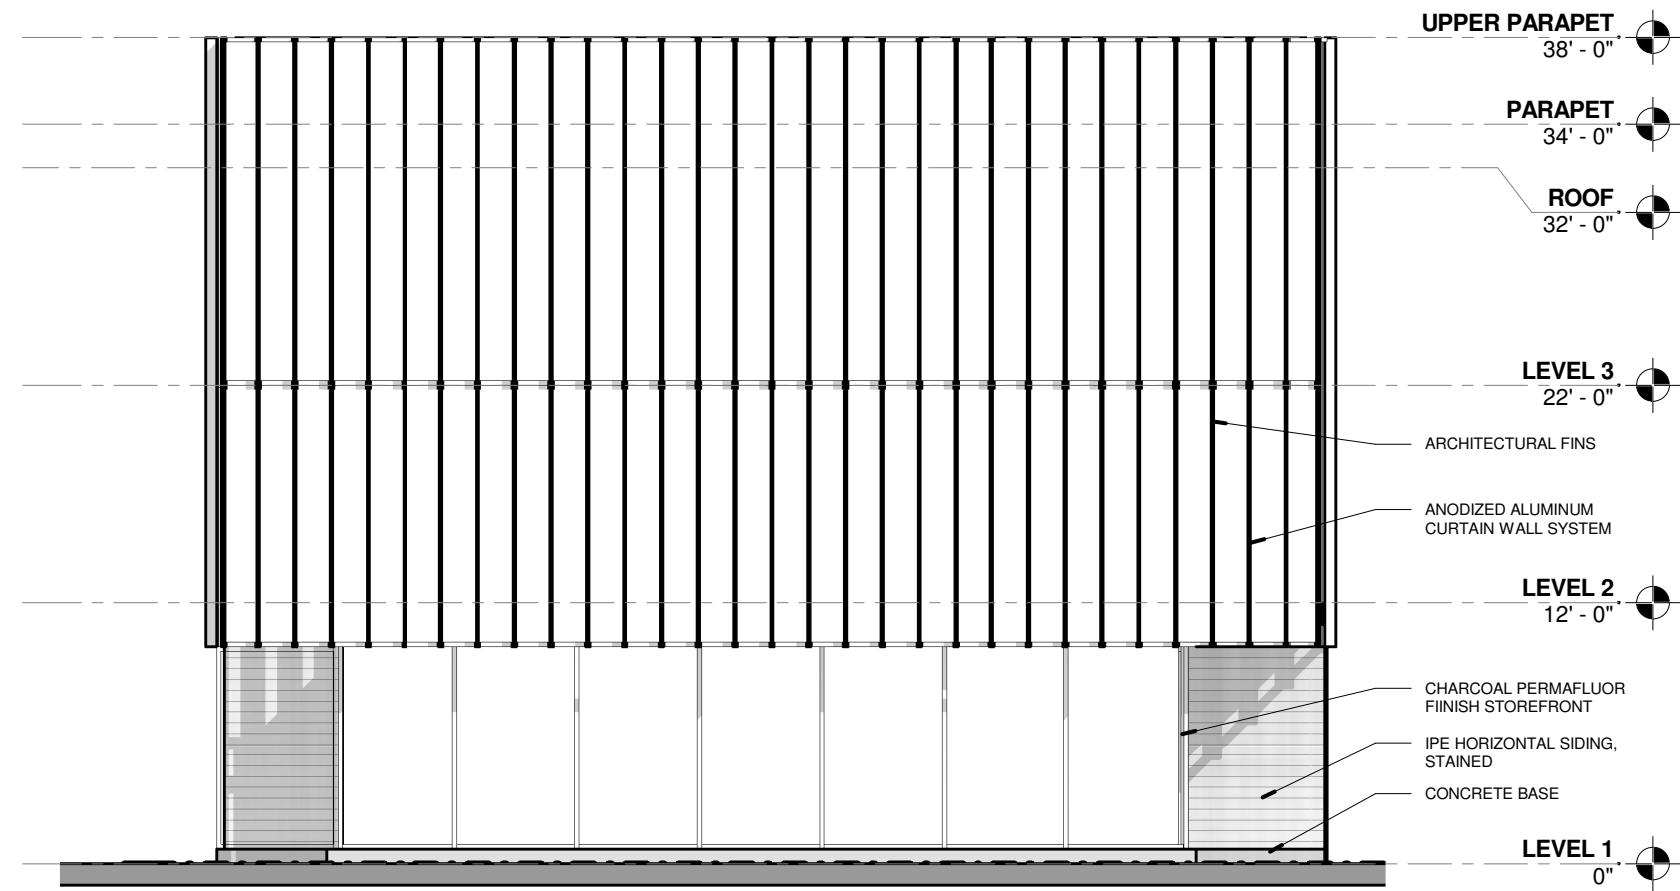 UPPER PARAPET
38' - 0"
PARAPET
34' - 0"
ROOF
32' - 0"
LEVEL 3
22' - 0"
ARCHITECTURAL FINS
ANODIZED ALUMINUM
CURTAIN WALL SYSTEM
LEVEL 2
12' - 0"
CHARCOAL PERMAFLUOR
FIINISH STOREFRONT
IPE HORIZONTAL SIDING,
STAINED
CONCRETE BASE
LEVEL 1
0"